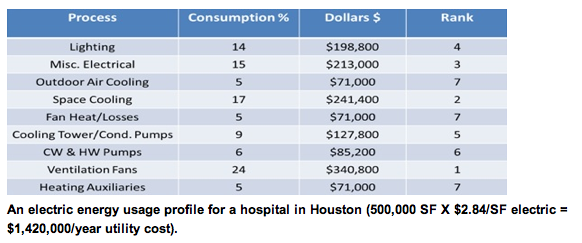 Process Consumption % Dollars $ Rank
Lighting 14 $198,800 4
Misc. Electrical 15 $213,000 3
Outdoor Air Cooling 5 $71,000 7
Space Cooling 17 $241,400 2
Fan Heat/Losses 5 $71,000 7
Cooling Tower/Cond. Pumps 9 $127,800 5
CW & HW Pumps 6 $85,200 6
Ventilation Fans 24 $340,800 1
Heating Auxiliaries 5 $71,000 7
An electric energy usage profile for a hospital in Houston (500,000 SF X $2.84/SF electric =
$1,420,000/year utility cost).